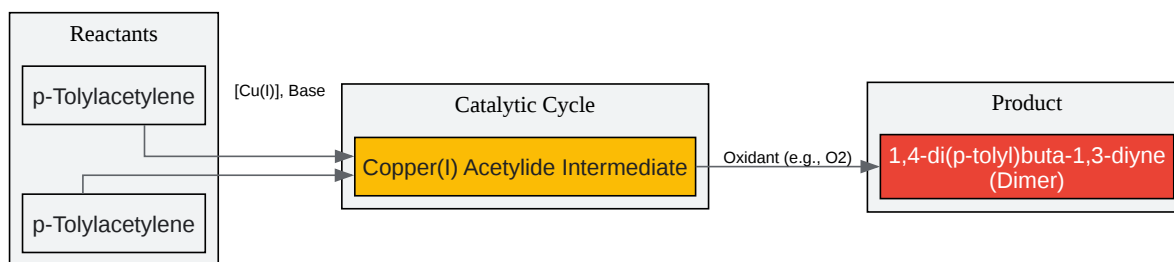 Reactants
p-Tolylacetylene
p-Tolylacetylene
[Cu(I)], Base
Catalytic Cycle
Copper(I) Acetylide Intermediate
Oxidant (e.g., O2)
Product
1,4-di(p-tolyl)buta-1,3-diyne
(Dimer)